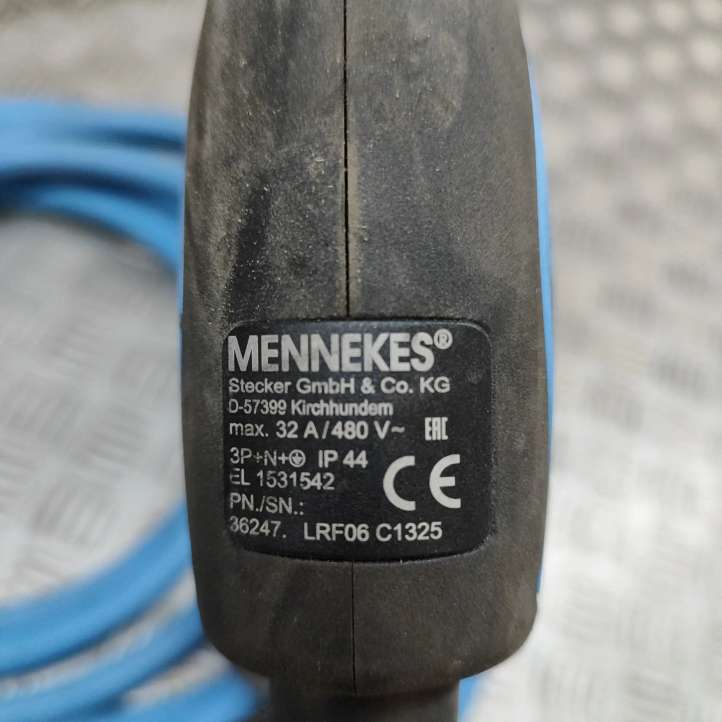 MENNEKES®
Stecker GmbH & Co. KG
D-57399 Kirchhundem
max. 32 A/480 V~ EAC
3P+N+⏚ IP 44
EL 1531542 CE
PN./SN.:
36247. LRF06 C1325